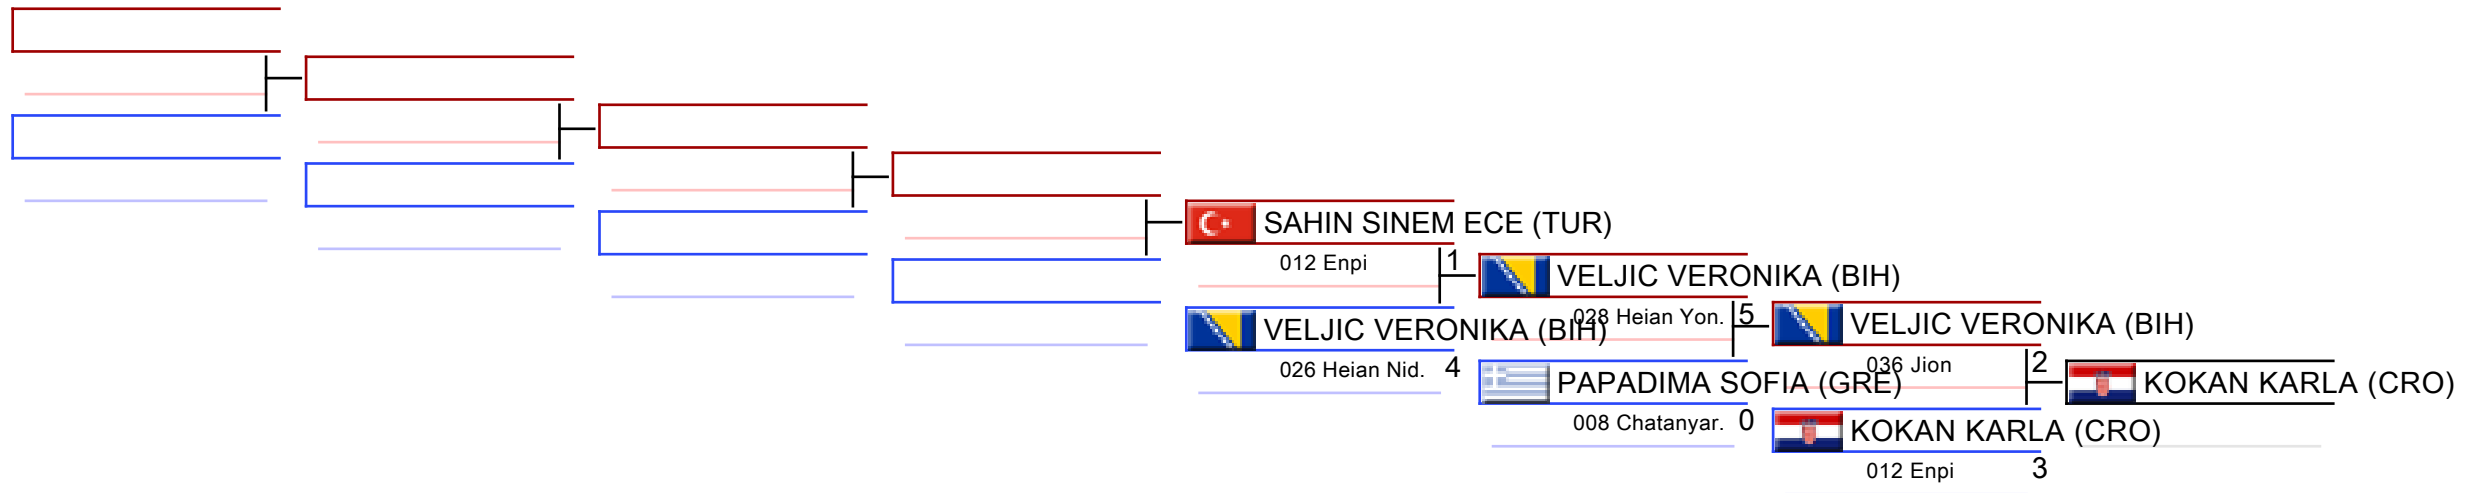 SAHIN SINEM ECE (TUR)
012 Enpi 1
VELJIC VERONIKA (BIH)
026 Heian Nid. 4
VELJIC VERONIKA (BIH)
028 Heian Yon. 5
PAPADIMA SOFIA (GRE)
008 Chatanyar. 0
VELJIC VERONIKA (BIH)
036 Jion 2
KOKAN KARLA (CRO)
012 Enpi 3
KOKAN KARLA (CRO)